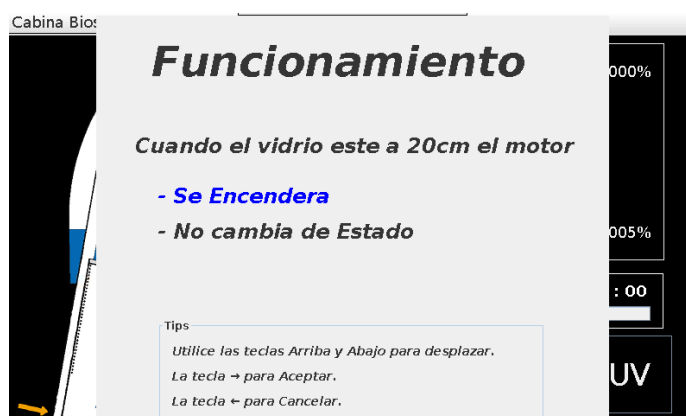 Cabina Bios
Funcionamiento
000%
Cuando el vidrio este a 20cm el motor
- Se Encendera
- No cambia de Estado
005%
: 00
Tips
Utilice las teclas Arriba y Abajo para desplazar.
La tecla → para Aceptar.
UV
La tecla ← para Cancelar.